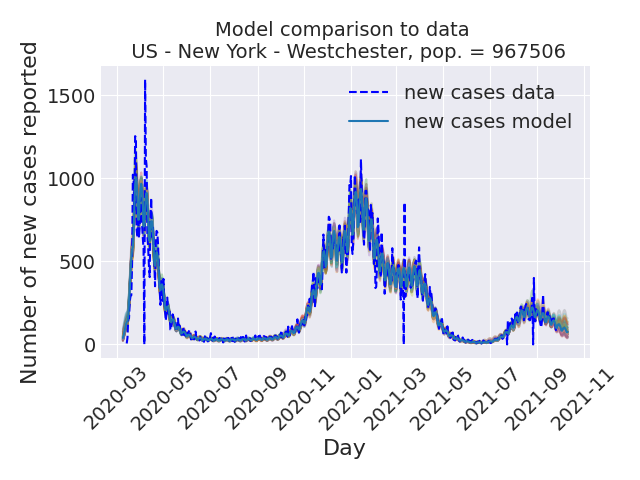 Model comparison to data
US - New York - Westchester, pop. = 967506
Number of new cases reported
1500
1000
500
0
new cases data
new cases model
2020-03
2020-05
2020-07
2020-09
2020-11
2021-01
2021-03
2021-05
2021-07
2021-09
2021-11
Day